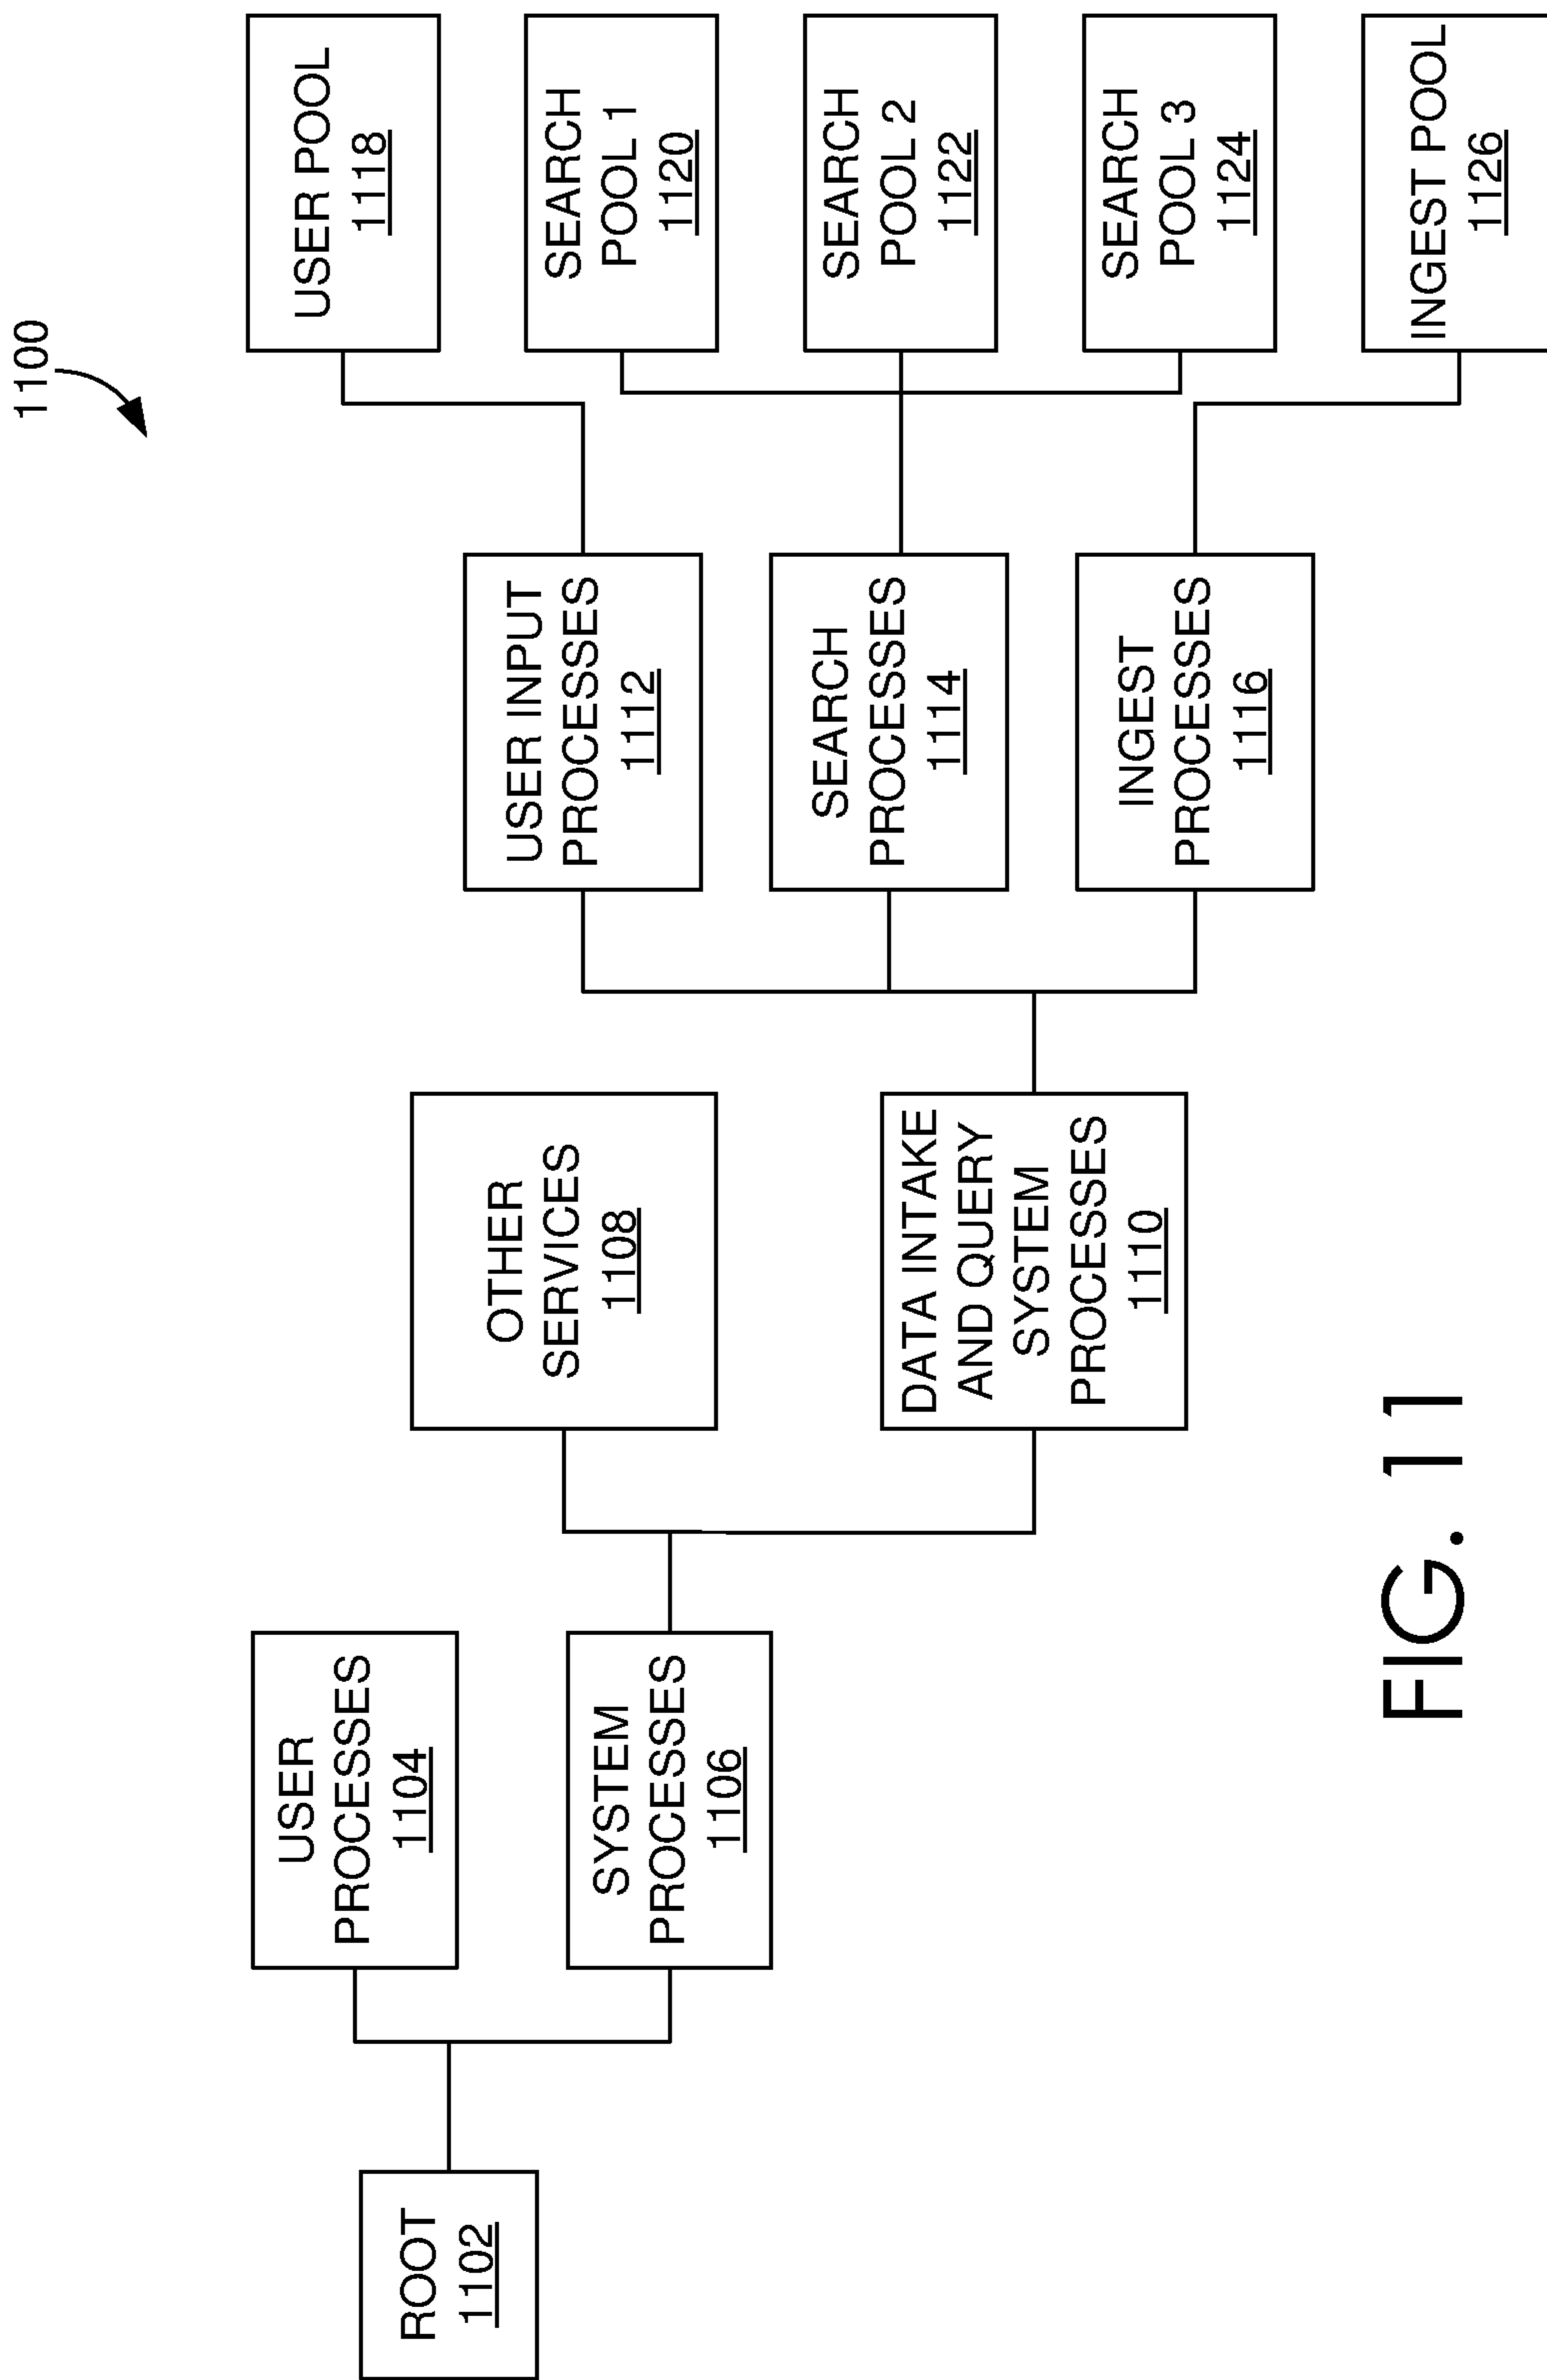 1100
ROOT
1102
USER
PROCESSES
1104
SYSTEM
PROCESSES
1106
OTHER
SERVICES
1108
DATA INTAKE
AND QUERY
SYSTEM
PROCESSES
1110
USER INPUT
PROCESSES
1112
SEARCH
PROCESSES
1114
INGEST
PROCESSES
1116
USER POOL
1118
SEARCH
POOL 1
1120
SEARCH
POOL 2
1122
SEARCH
POOL 3
1124
INGEST POOL
1126
FIG. 11